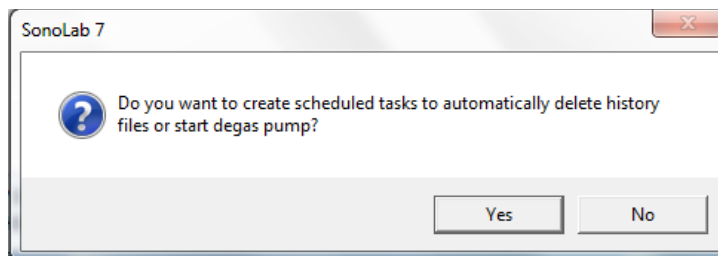 SonoLab 7
Do you want to create scheduled tasks to automatically delete history
files or start degas pump?
Yes
No